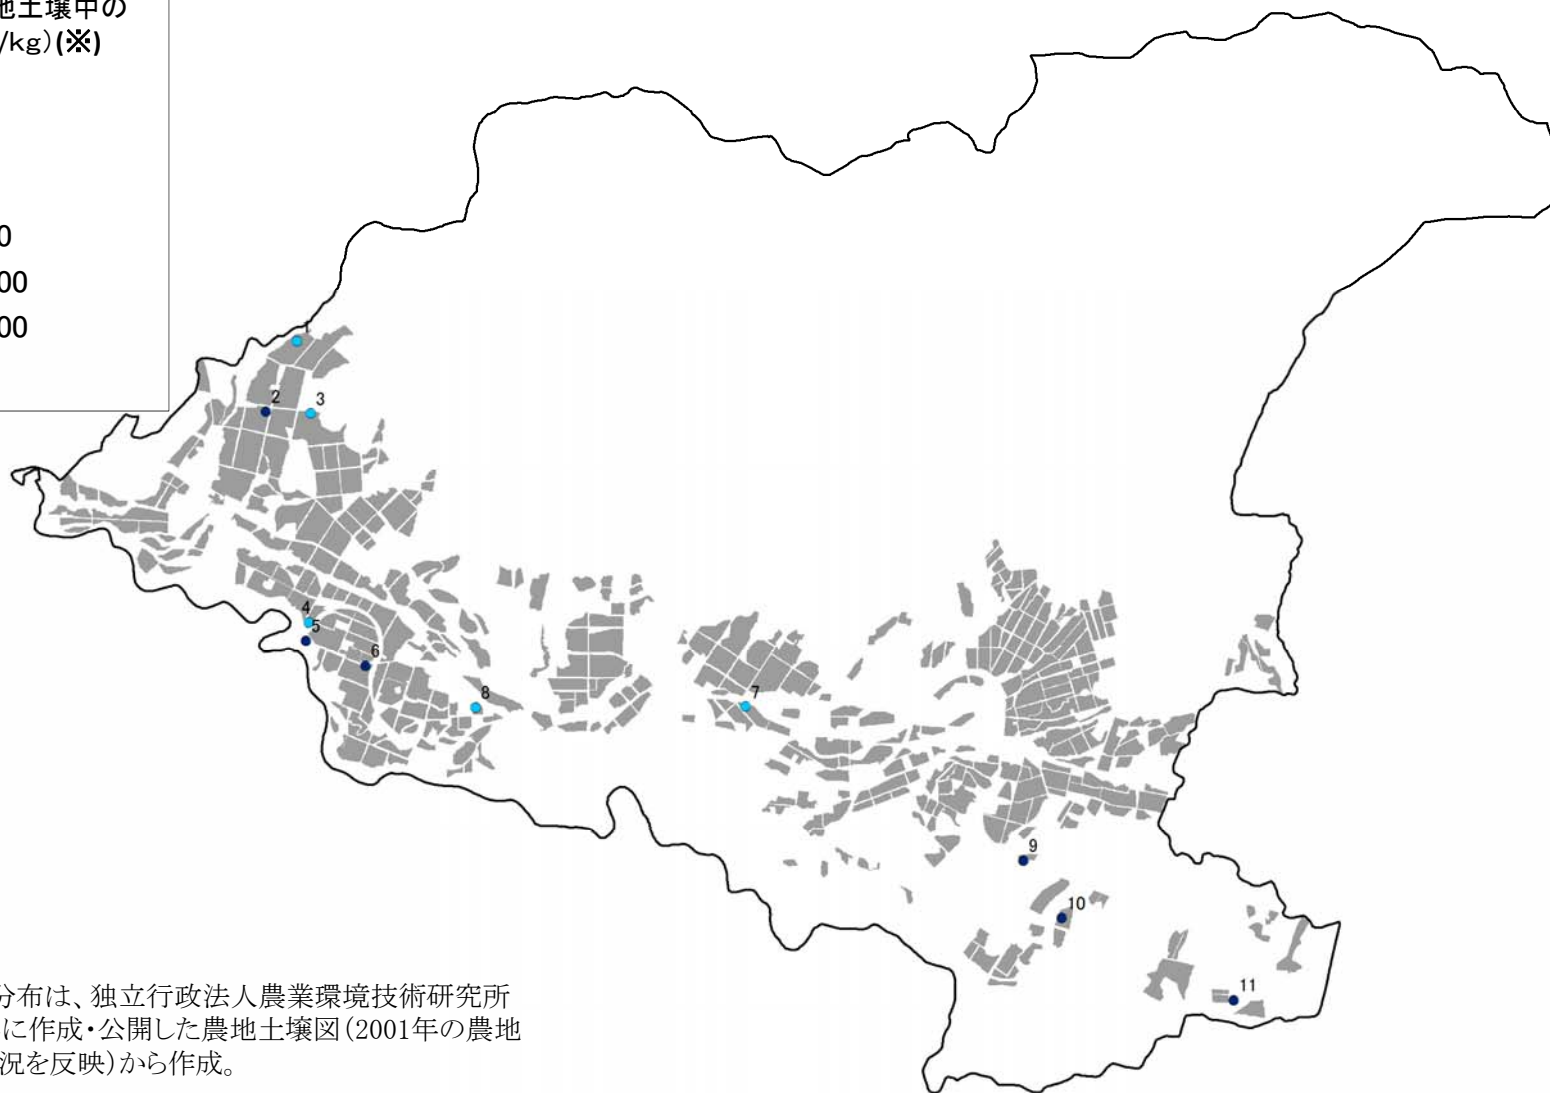 地土壌中の
/kg)(※)
0
00
00
1
2
3
4
5
6
8
7
9
10
11
分布は、独立行政法人農業環境技術研究所
に作成・公開した農地土壌図(2001年の農地
況を反映)から作成。